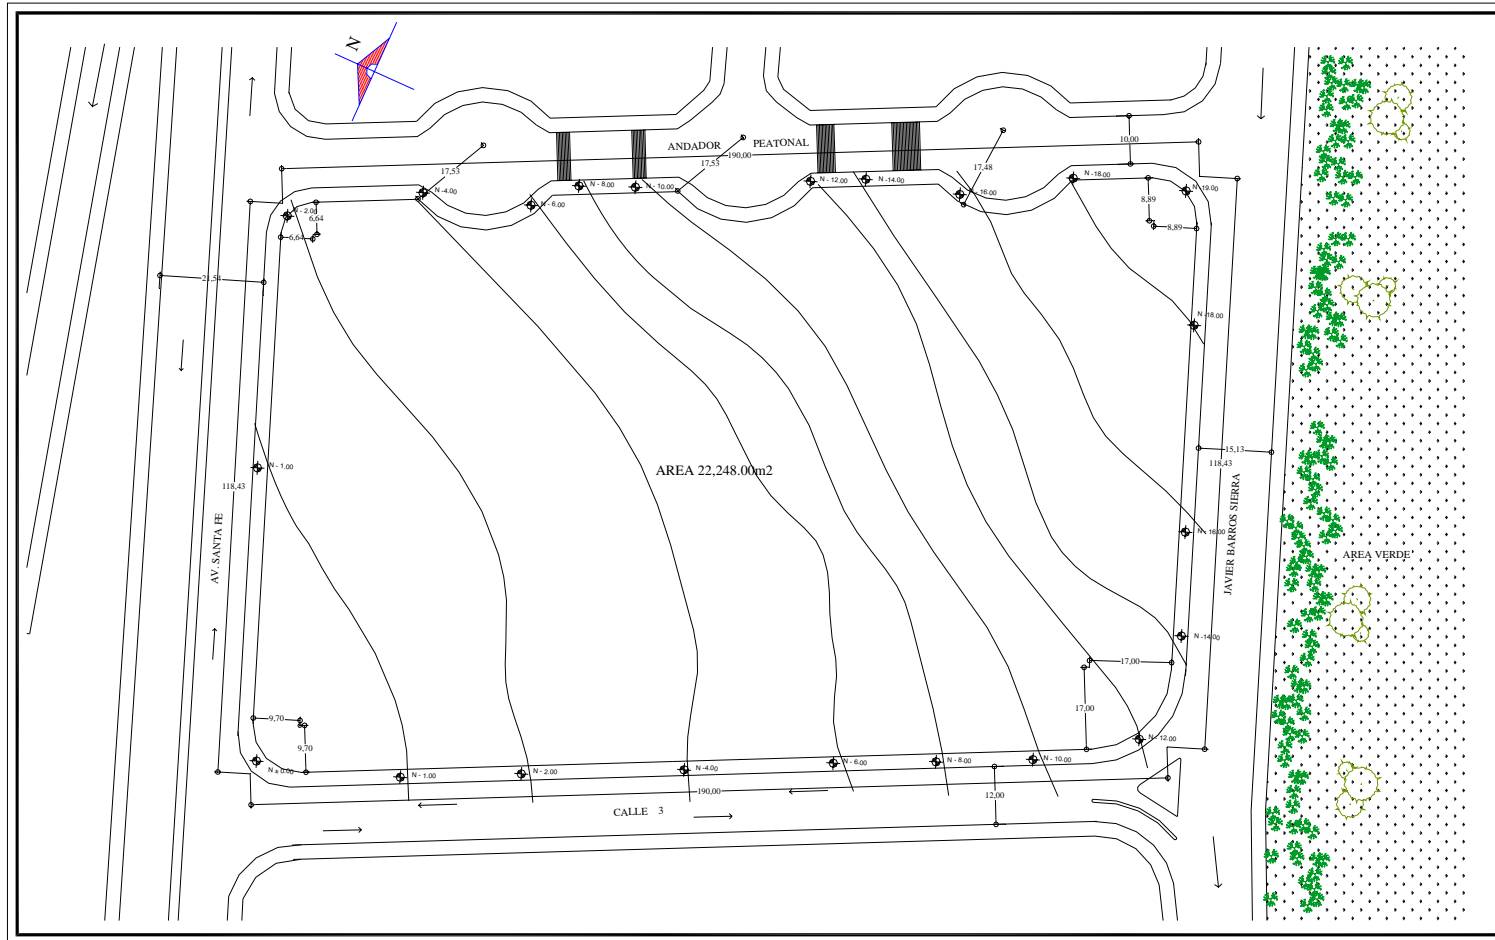 N
ANDADOR PEATONAL
190,00
10,00
17,53
17,53
17,48
N -4.00
N - 8.00
N - 10.00
N - 12.00
N -14.00
N -16.00
N -18.00
N -19.00
N - 2.00
N - 6.00
6,64
6,64
8,89
8,89
21,54
N -18.00
15,13
118,43
N - 1.00
AREA 22,248.00m2
118,43
AV. SANTA FE
JAVIER BARROS SIERRA
N - 16.00
AREA VERDE
N -14.00
17,00
17,00
9,70
9,70
N ± 0.00
N - 1.00
N - 2.00
N -4.00
N - 6.00
N - 8.00
N - 10.00
N - 12.00
190,00
12,00
CALLE 3